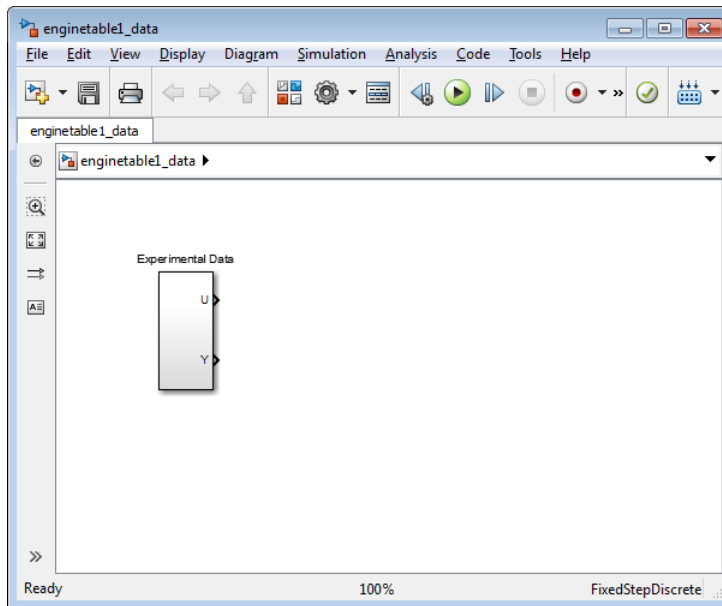 enginetable1_data
File Edit View Display Diagram Simulation Analysis Code Tools Help
»
enginetable1_data
enginetable1_data
A
Experimental Data
U
Y
»
Ready 100% FixedStepDiscrete